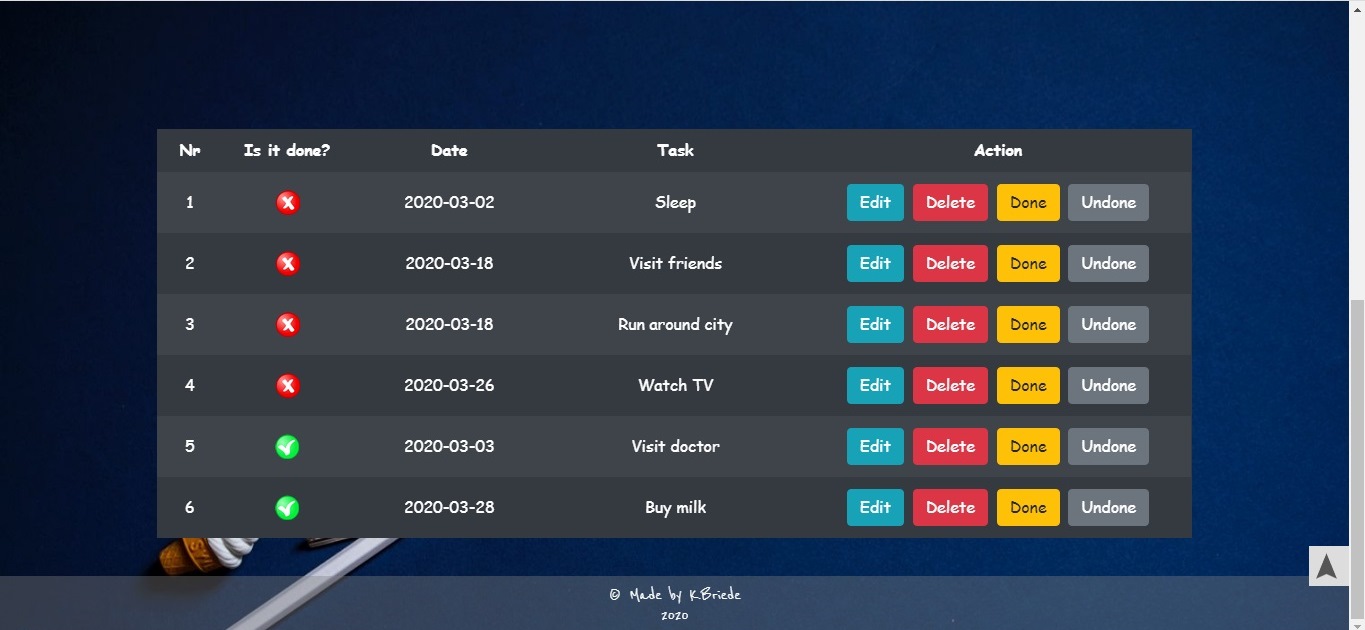 Nr Is it done? Date Task Action
1 2020-03-02 Sleep Edit Delete Done Undone
2 2020-03-18 Visit friends Edit Delete Done Undone
3 2020-03-18 Run around city Edit Delete Done Undone
4 2020-03-26 Watch TV Edit Delete Done Undone
5 2020-03-03 Visit doctor Edit Delete Done Undone
6 2020-03-28 Buy milk Edit Delete Done Undone
© Made by K.Briede
2020